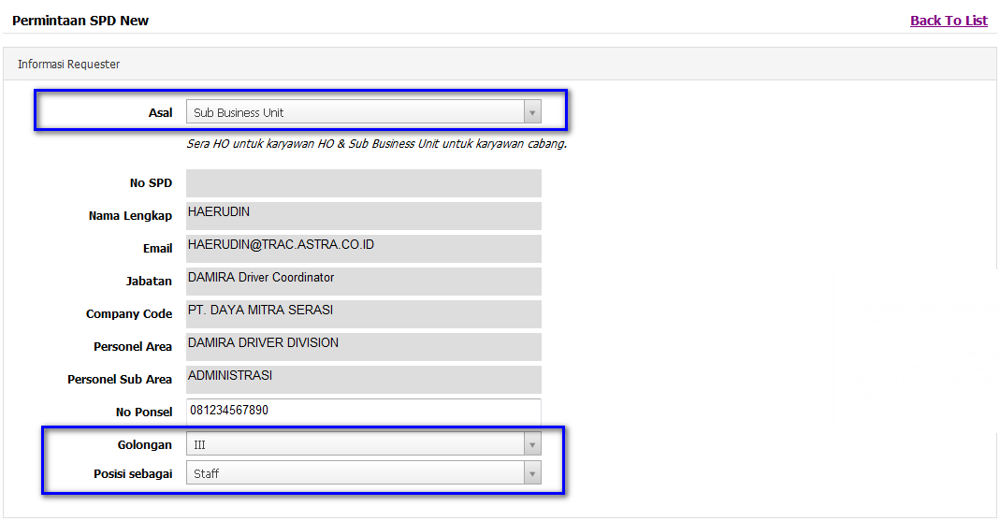 Permintaan SPD New Back To List
Informasi Requester
Asal Sub Business Unit
Sera HO untuk karyawan HO & Sub Business Unit untuk karyawan cabang.
No SPD
Nama Lengkap HAERUDIN
Email HAERUDIN@TRAC.ASTRA.CO.ID
Jabatan DAMIRA Driver Coordinator
Company Code PT. DAYA MITRA SERASI
Personel Area DAMIRA DRIVER DIVISION
Personel Sub Area ADMINISTRASI
No Ponsel 081234567890
Golongan III
Posisi sebagai Staff